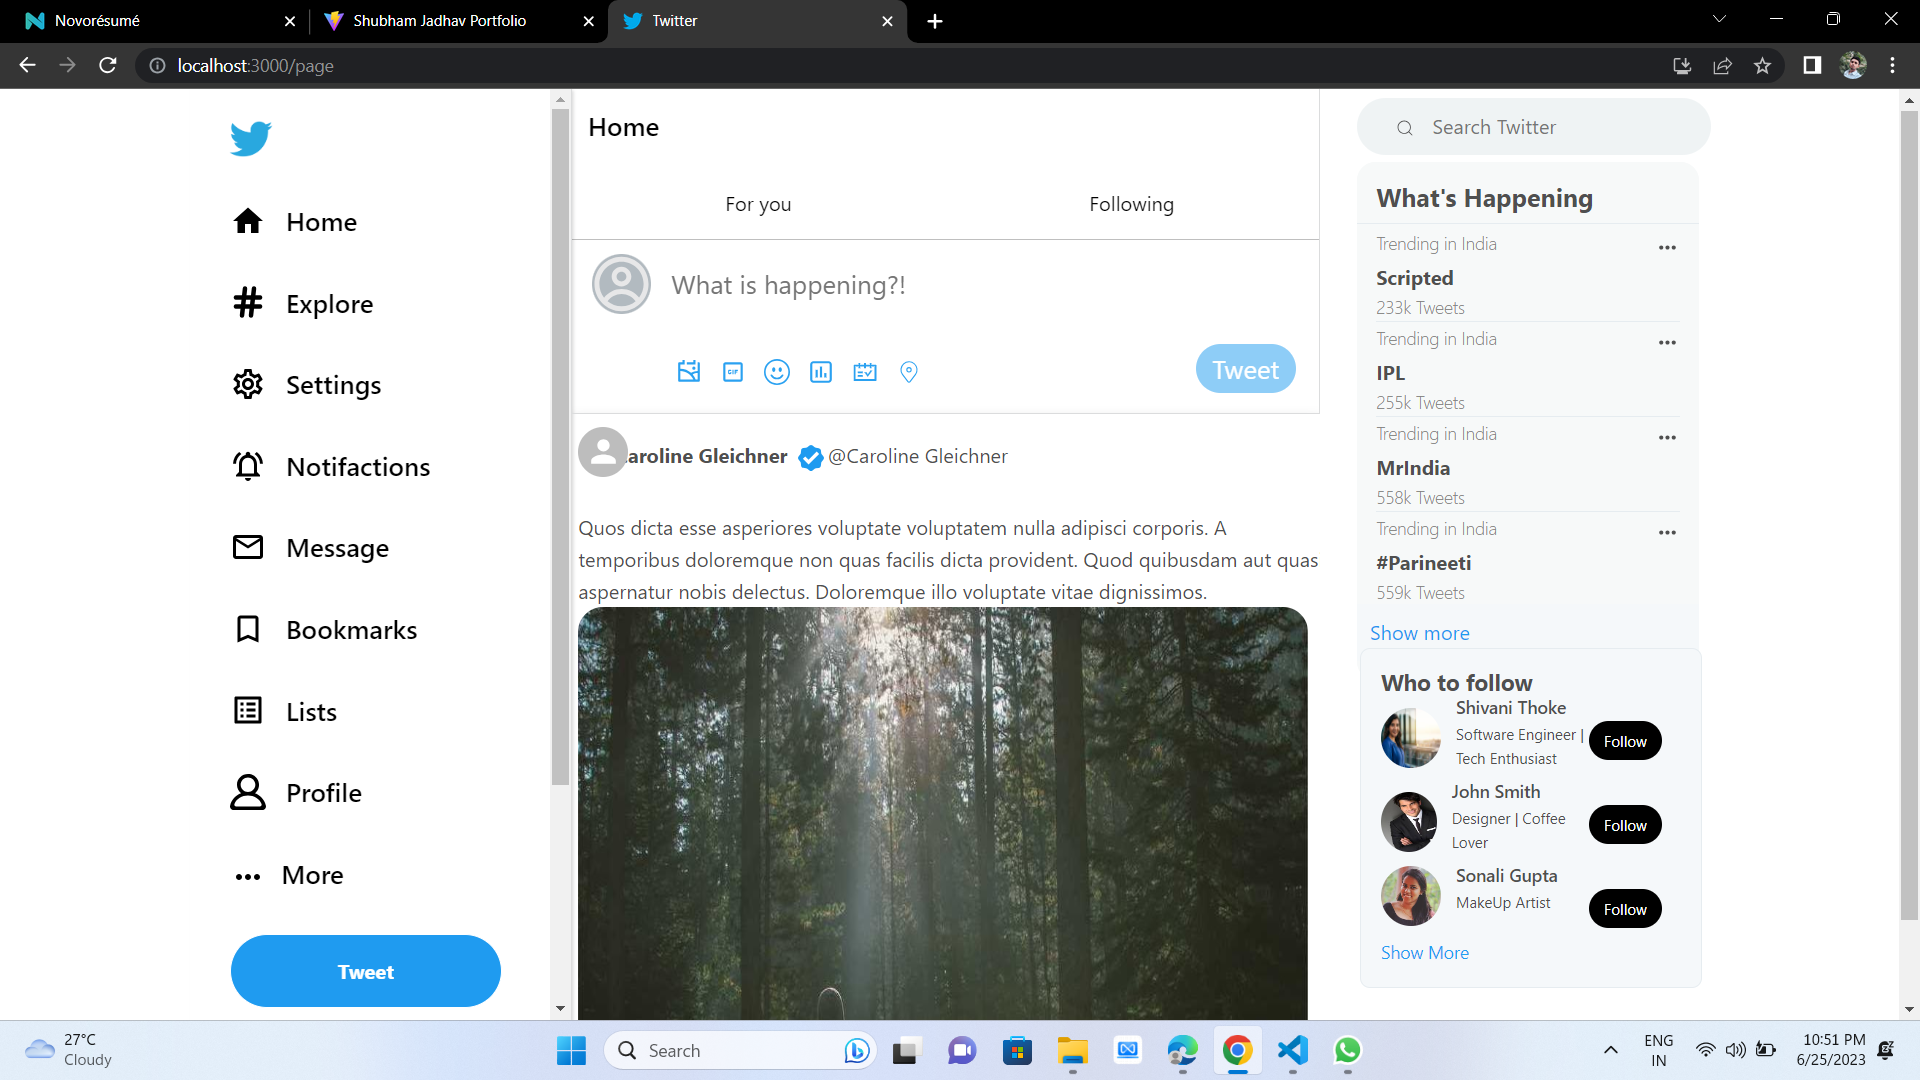 Novorésumé
Shubham Jadhav Portfolio
Twitter
localhost:3000/page
Home
Explore
Settings
Notifactions
Message
Bookmarks
Lists
Profile
More
Tweet
Home
For you
Following
What is happening?!
GIF
Tweet
aroline Gleichner @Caroline Gleichner
Quos dicta esse asperiores voluptate voluptatem nulla adipisci corporis. A
temporibus doloremque non quas facilis dicta provident. Quod quibusdam aut quas
aspernatur nobis delectus. Doloremque illo voluptate vitae dignissimos.
Search Twitter
What's Happening
Trending in India
Scripted
233k Tweets
Trending in India
IPL
255k Tweets
Trending in India
MrIndia
558k Tweets
Trending in India
#Parineeti
559k Tweets
Show more
Who to follow
Shivani Thoke
Software Engineer |
Tech Enthusiast
Follow
John Smith
Designer | Coffee
Lover
Follow
Sonali Gupta
MakeUp Artist
Follow
Show More
27°C
Cloudy
Search
ENG
IN
10:51 PM
6/25/2023